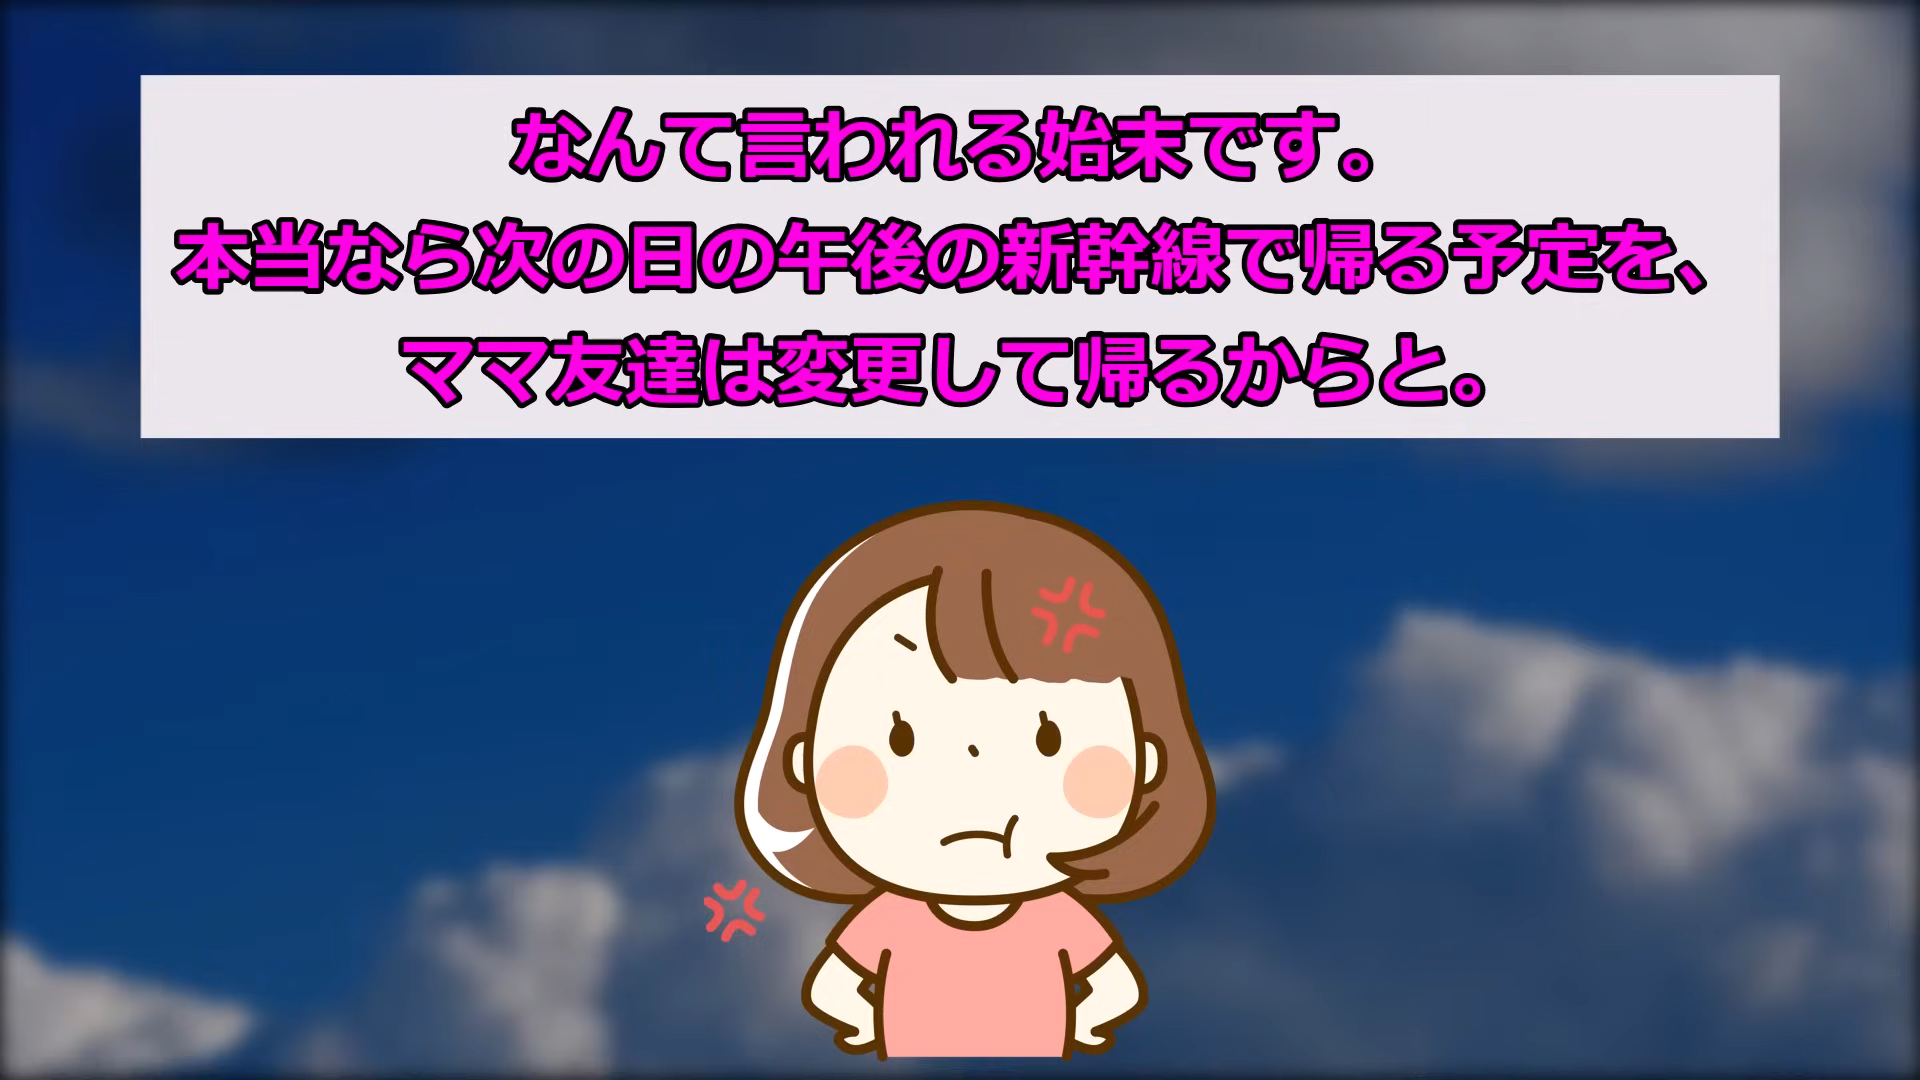 なんて言われる始末です。
本当なら次の日の午後の新幹線で帰る予定を、
ママ友達は変更して帰るからと。